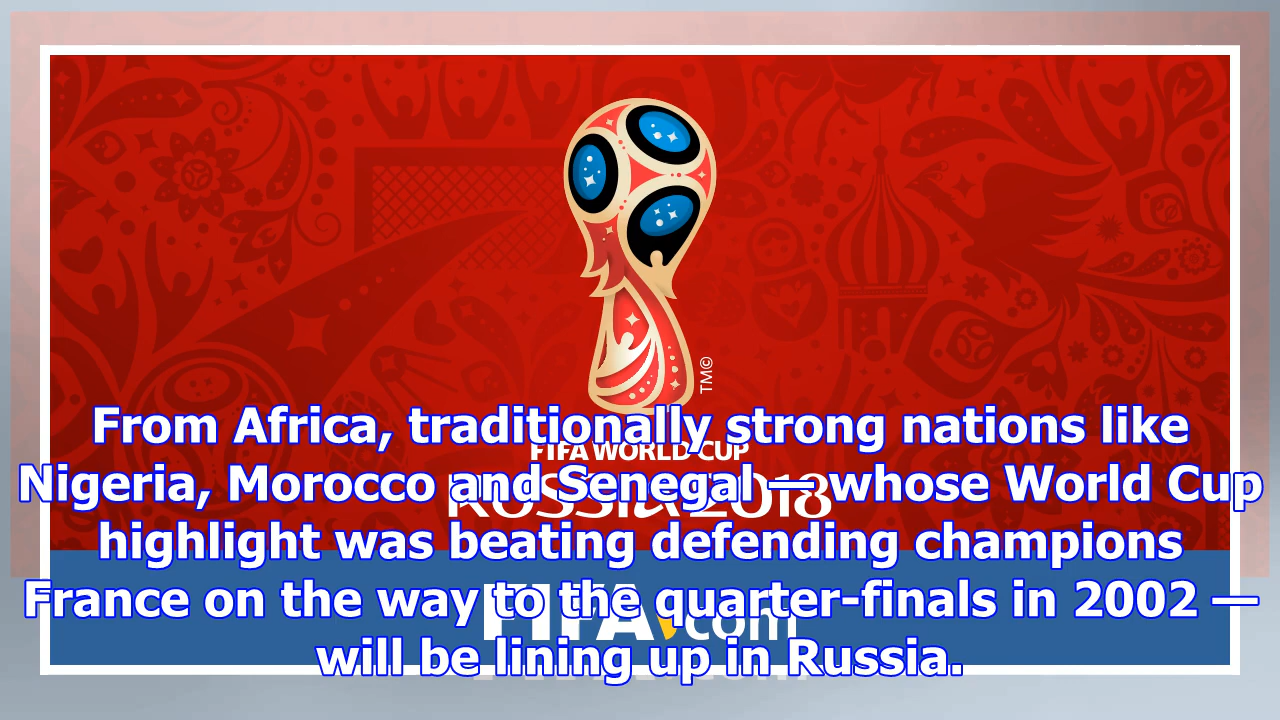 TM©
From Africa, traditionally strong nations like
FIFA WORLD CUP
Nigeria, Morocco and Senegal — whose World Cup
RUSSIA 2018
highlight was beating defending champions
France on the way to the quarter-finals in 2002 —
FIFA.com
will be lining up in Russia.